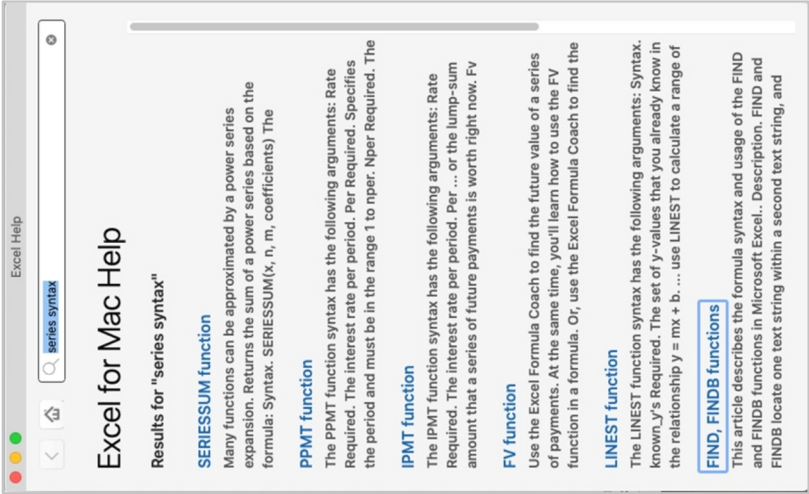 Excel Help
series syntax
Excel for Mac Help
Results for "series syntax"
SERIESSUM function
Many functions can be approximated by a power series
expansion. Returns the sum of a power series based on the
formula: Syntax. SERIESSUM(x, n, m, coefficients) The
PPMT function
The PPMT function syntax has the following arguments: Rate
Required. The interest rate per period. Per Required. Specifies
the period and must be in the range 1 to nper. Nper Required. The
IPMT function
The IPMT function syntax has the following arguments: Rate
Required. The interest rate per period. Per ... or the lump-sum
amount that a series of future payments is worth right now. Fv
FV function
Use the Excel Formula Coach to find the future value of a series
of payments. At the same time, you'll learn how to use the FV
function in a formula. Or, use the Excel Formula Coach to find the
LINEST function
The LINEST function syntax has the following arguments: Syntax.
known_y's Required. The set of y-values that you already know in
the relationship y = mx + b. ... use LINEST to calculate a range of
FIND, FINDB functions
This article describes the formula syntax and usage of the FIND
and FINDB functions in Microsoft Excel.. Description. FIND and
FINDB locate one text string within a second text string, and